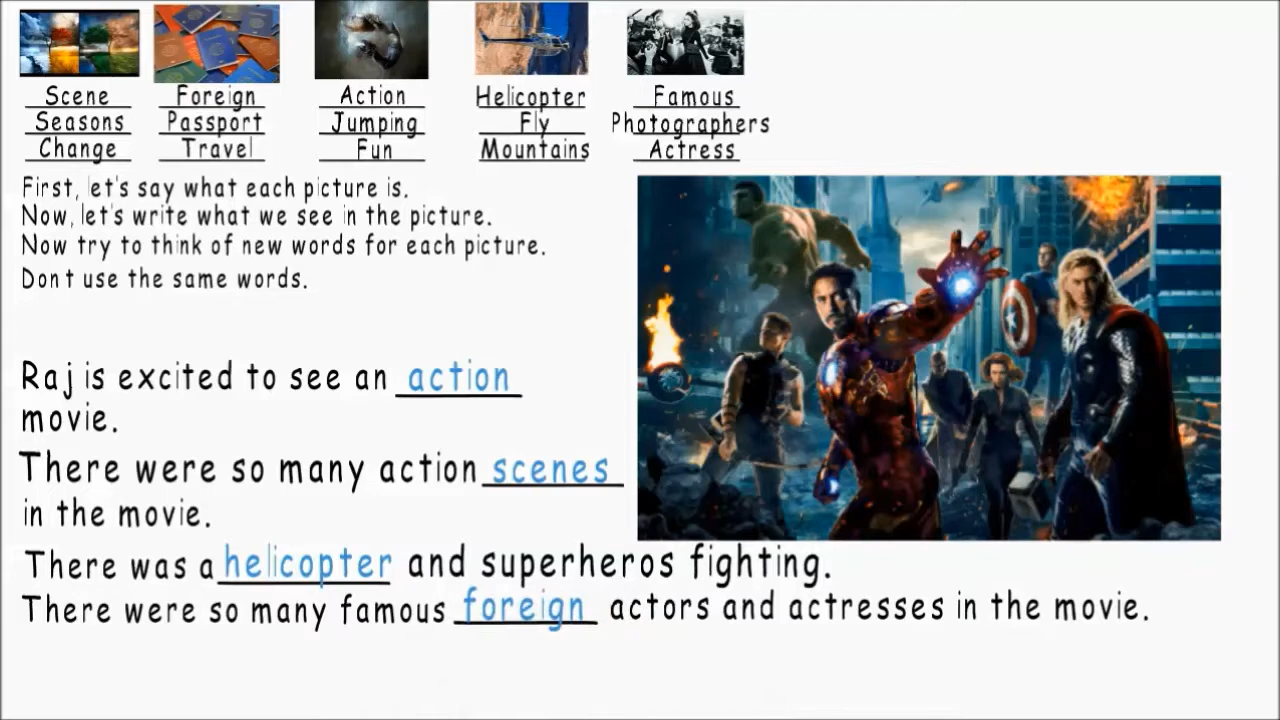 Scene Foreign Action Helicopter Famous
Seasons Passport Jumping Fly Photographers
Change Travel Fun Mountains Actress
First, let's say what each picture is.
Now, let's write what we see in the picture.
Now try to think of new words for each picture.
Don't use the same words.
Raj is excited to see an action
movie.
There were so many action scenes
in the movie.
There was a helicopter and superheros fighting.
There were so many famous foreign actors and actresses in the movie.